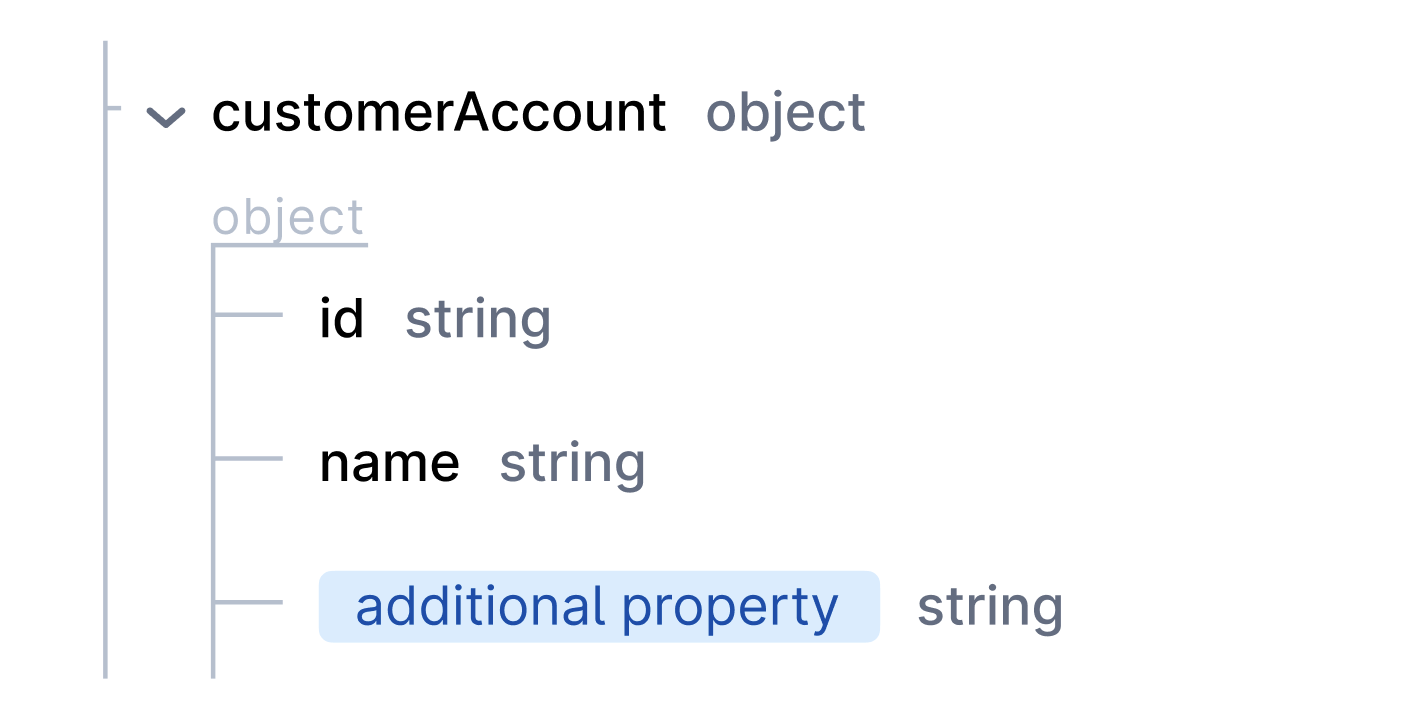 customerAccount object
object
id string
name string
additional property string